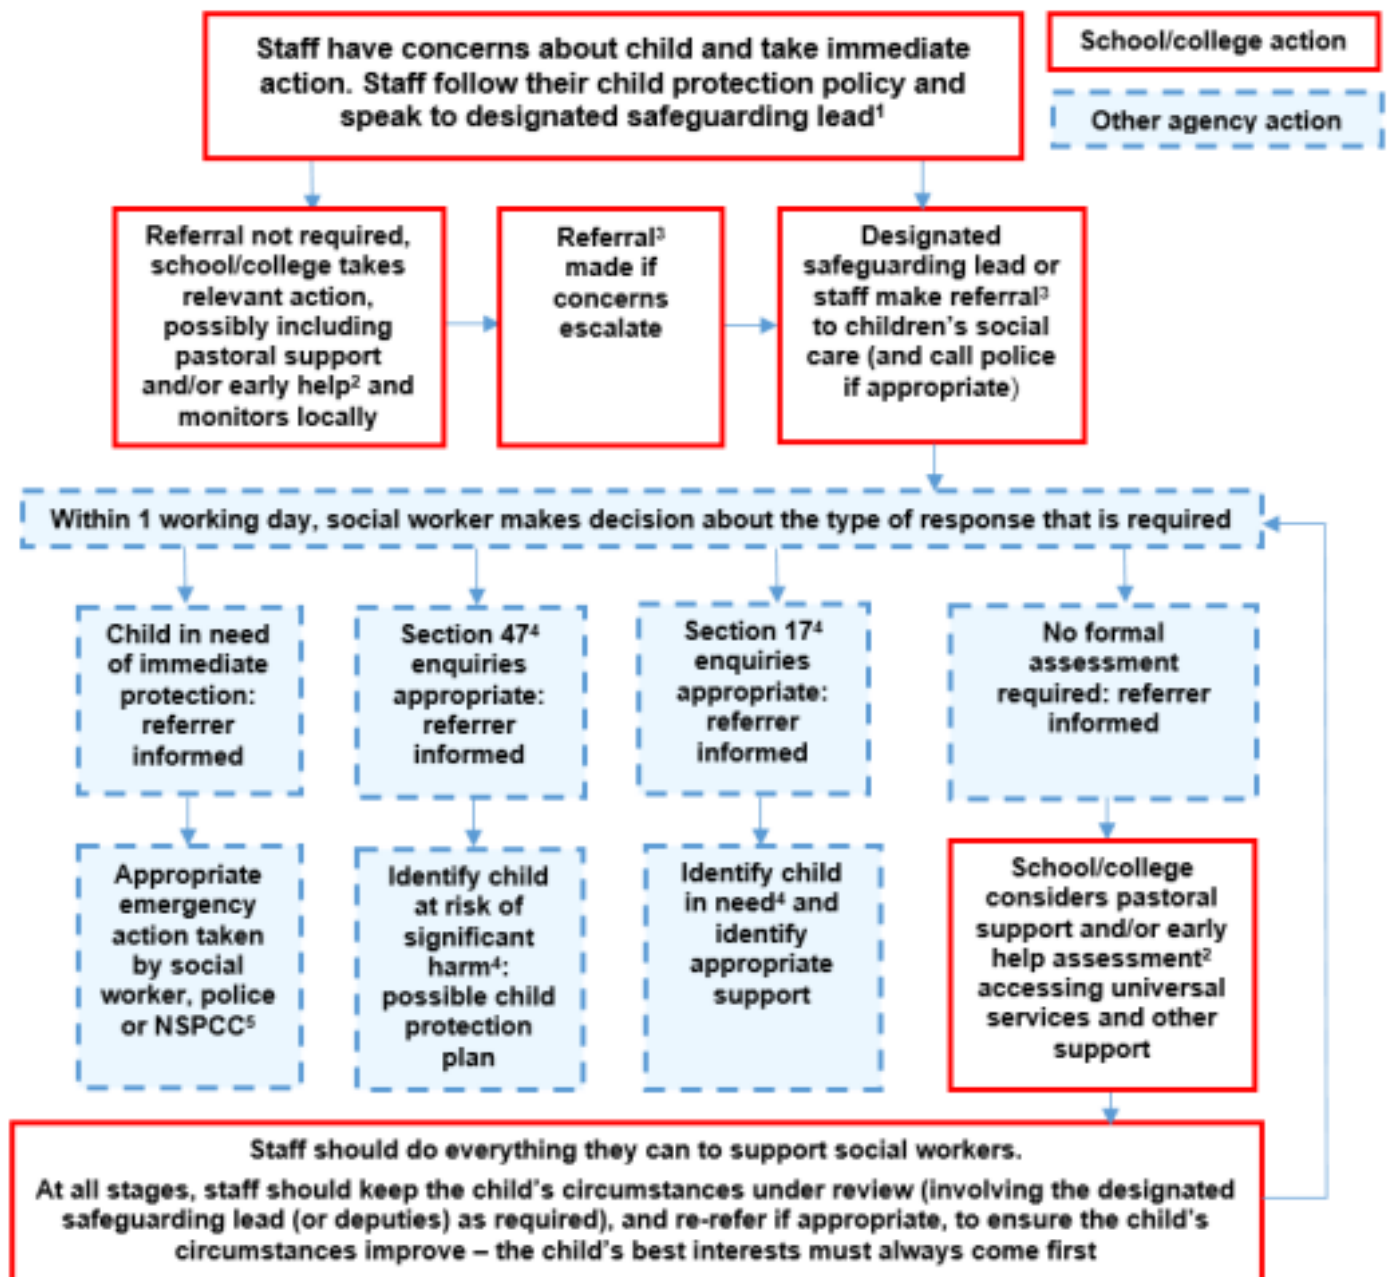 Staff have concerns about child and take immediate
action. Staff follow their child protection policy and
speak to designated safeguarding lead¹
School/college action
Other agency action
Referral not required,
school/college takes
relevant action,
possibly including
pastoral support
and/or early help² and
monitors locally
Referral³
made if
concerns
escalate
Designated
safeguarding lead or
staff make referral³
to children's social
care (and call police
if appropriate)
Within 1 working day, social worker makes decision about the type of response that is required
Child in need
of immediate
protection:
referrer
informed
Section 47⁴
enquiries
appropriate:
referrer
informed
Section 17⁴
enquiries
appropriate:
referrer
informed
No formal
assessment
required: referrer
informed
Appropriate
emergency
action taken
by social
worker, police
or NSPCC⁵
Identify child
at risk of
significant
harm⁴:
possible child
protection
plan
Identify child
in need⁴ and
identify
appropriate
support
School/college
considers pastoral
support and/or early
help assessment²
accessing universal
services and other
support
Staff should do everything they can to support social workers.
At all stages, staff should keep the child's circumstances under review (involving the designated
safeguarding lead (or deputies) as required), and re-refer if appropriate, to ensure the child's
circumstances improve – the child's best interests must always come first